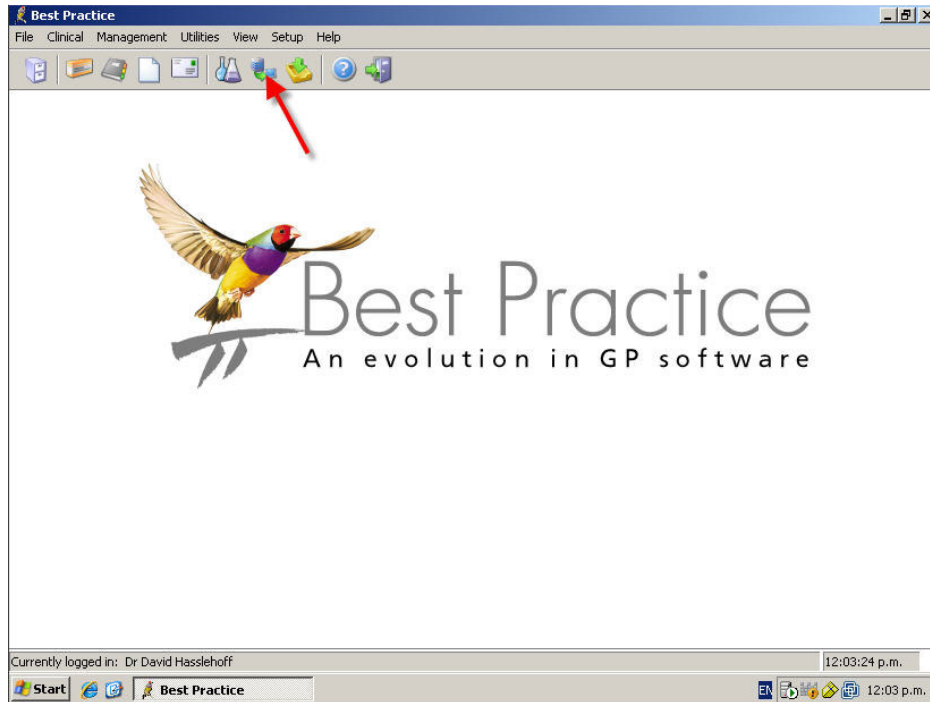 Best Practice
File Clinical Management Utilities View Setup Help
Best Practice
An evolution in GP software
Currently logged in: Dr David Hasslehoff 12:03:24 p.m.
Start Best Practice EN 12:03 p.m.